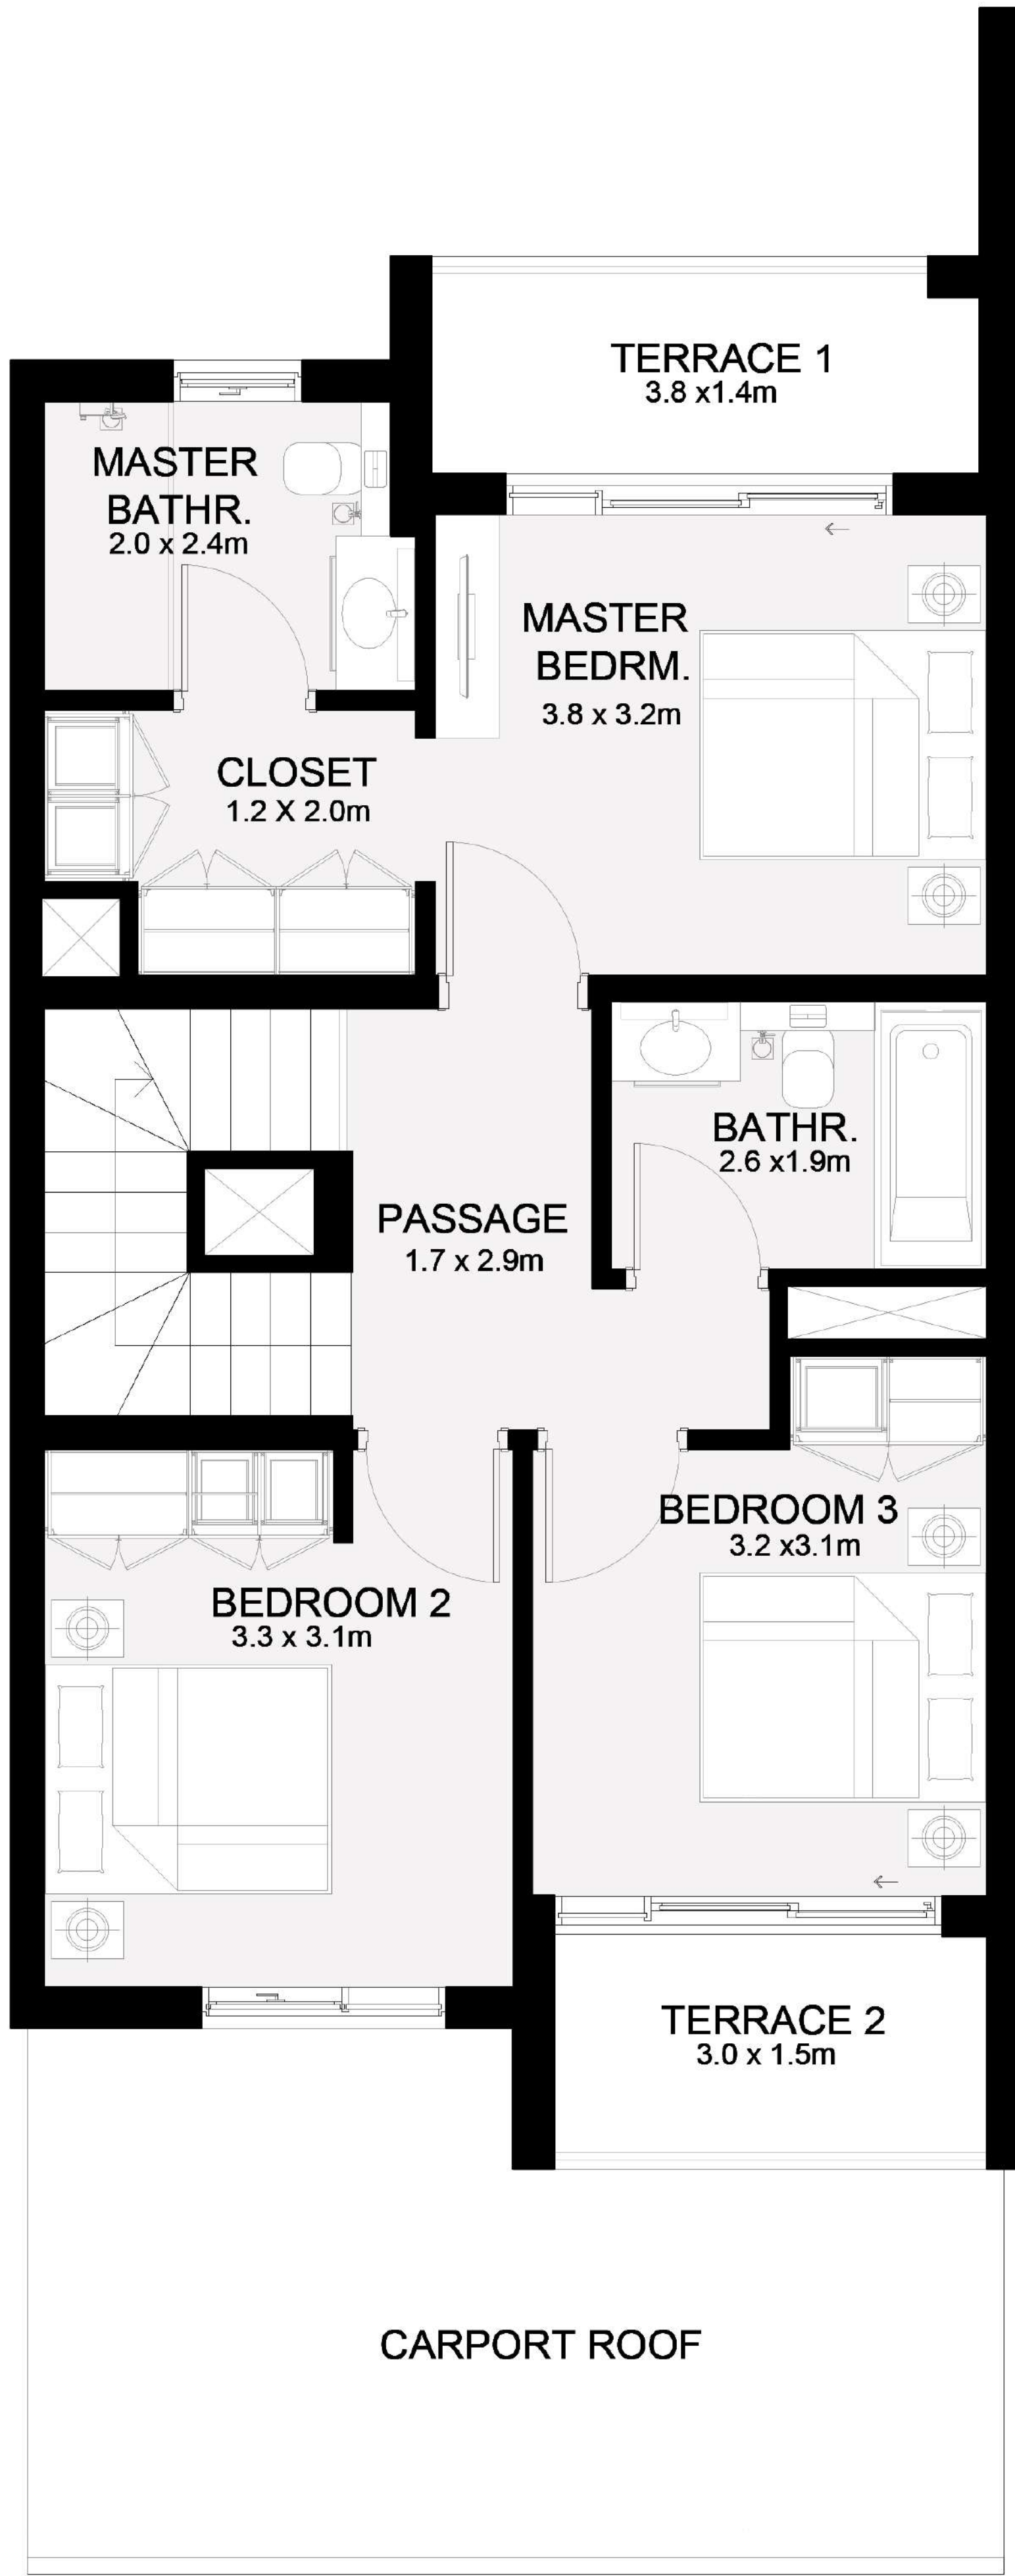 TERRACE 1
3.8 x1.4m
MASTER
BATHR.
2.0 x 2.4m
MASTER
BEDRM.
3.8 x 3.2m
CLOSET
1.2 X 2.0m
BATHR.
2.6 x1.9m
PASSAGE
1.7 x 2.9m
BEDROOM 3
3.2 x3.1m
BEDROOM 2
3.3 x 3.1m
TERRACE 2
3.0 x 1.5m
CARPORT ROOF